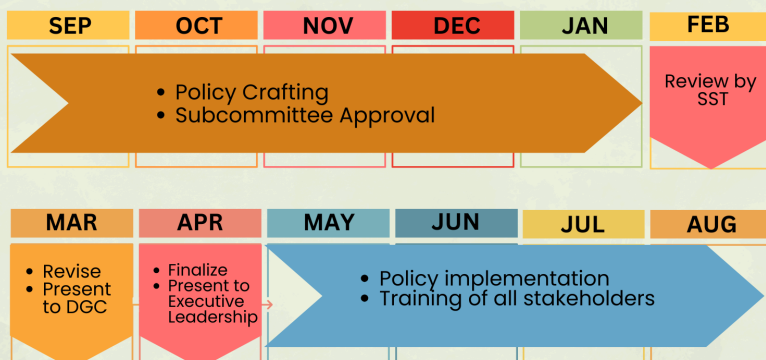 SEP OCT NOV DEC JAN FEB
• Policy Crafting
• Subcommittee Approval
Review by
SST
MAR APR MAY JUN JUL AUG
• Revise
• Present
to DGC
• Finalize
• Present to
Executive
Leadership
• Policy implementation
• Training of all stakeholders